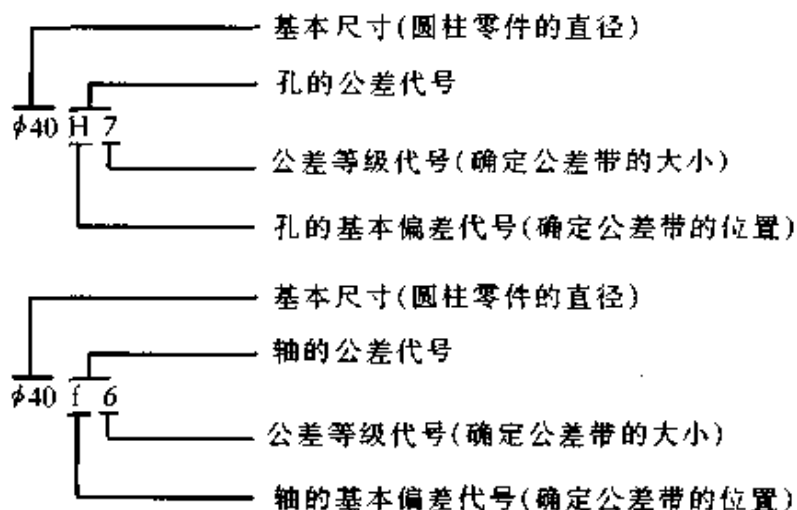 基本尺寸(圆柱零件的直径)
孔的公差代号
ϕ40 H 7
公差等级代号(确定公差带的大小)
孔的基本偏差代号(确定公差带的位置)
基本尺寸(圆柱零件的直径)
轴的公差代号
ϕ40 f 6
公差等级代号(确定公差带的大小)
轴的基本偏差代号(确定公差带的位置)